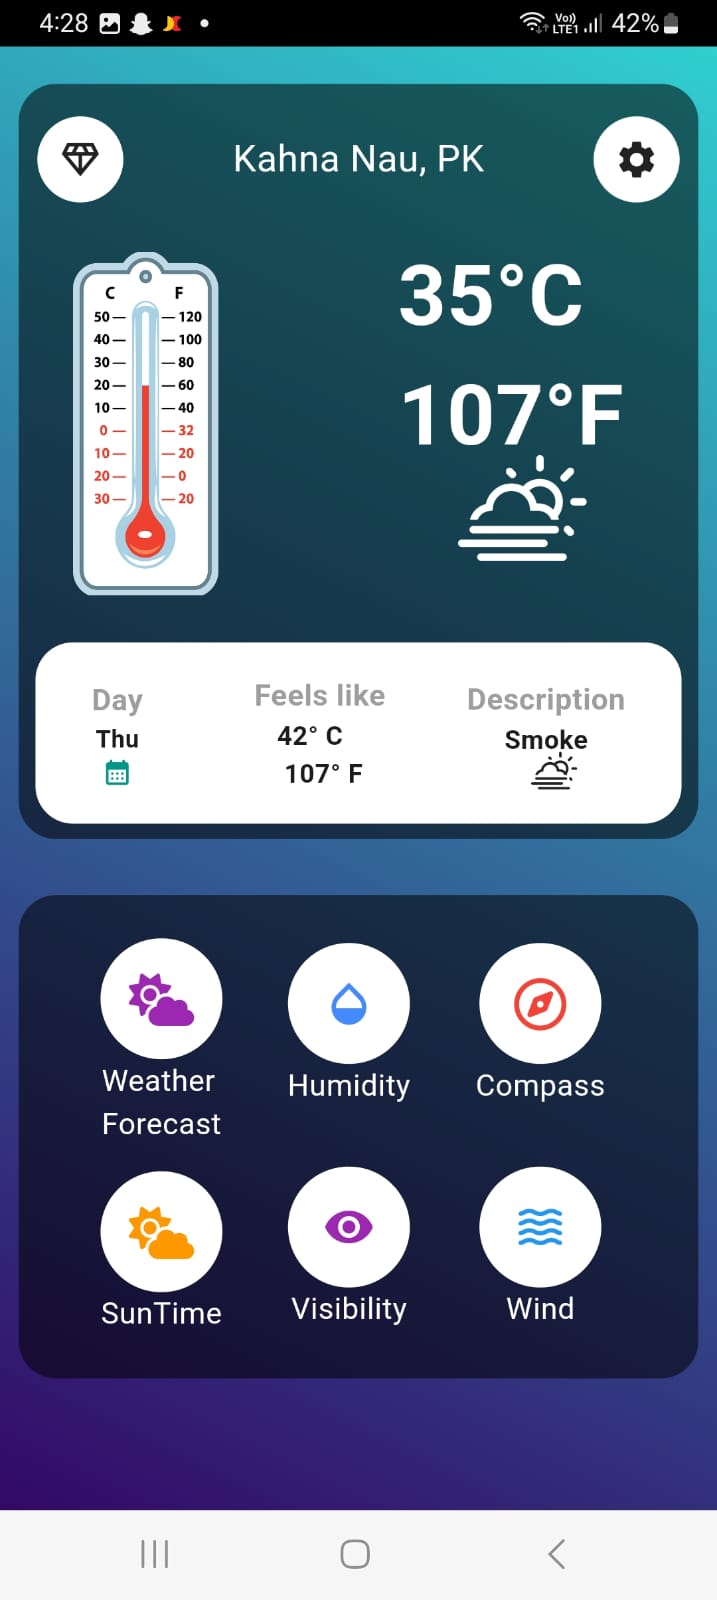 4:28
Vo))
LTE1
42%
Kahna Nau, PK
C F
50 120
40 100
30 80
20 60
10 40
0 32
10 20
20 0
30 20
35°C
107°F
Day
Thu
Feels like
42° C
107° F
Description
Smoke
Weather
Forecast
Humidity
Compass
SunTime
Visibility
Wind